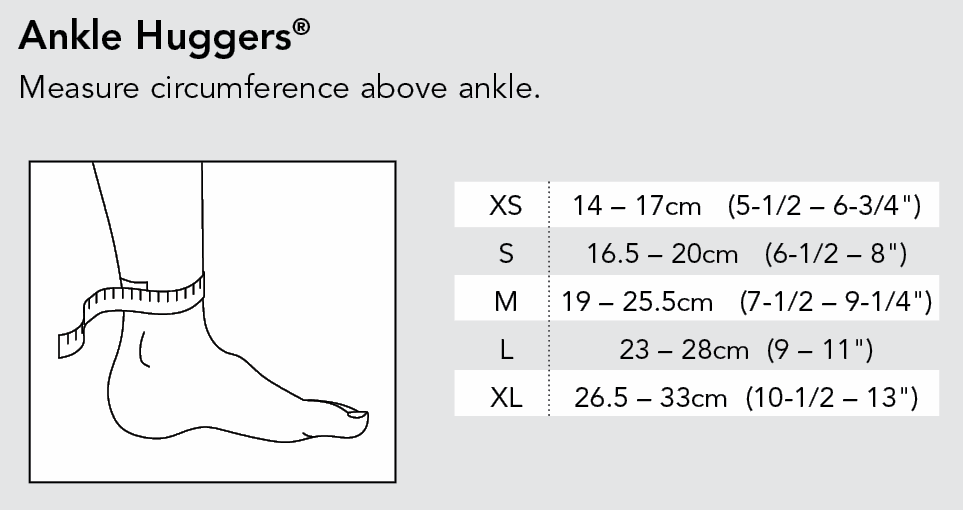 Ankle Huggers®
Measure circumference above ankle.
XS 14 – 17cm (5-1/2 – 6-3/4")
S 16.5 – 20cm (6-1/2 – 8")
M 19 – 25.5cm (7-1/2 – 9-1/4")
L 23 – 28cm (9 – 11")
XL 26.5 – 33cm (10-1/2 – 13")